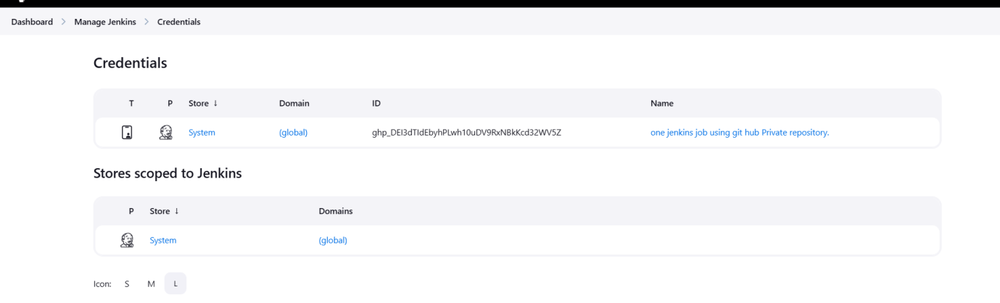 Dashboard > Manage Jenkins > Credentials
Credentials
T P Store ↓ Domain ID Name
System (global) 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 one jenkins job using git hub Private repository.
Stores scoped to Jenkins
P Store ↓ Domains
System (global)
Icon: S M L